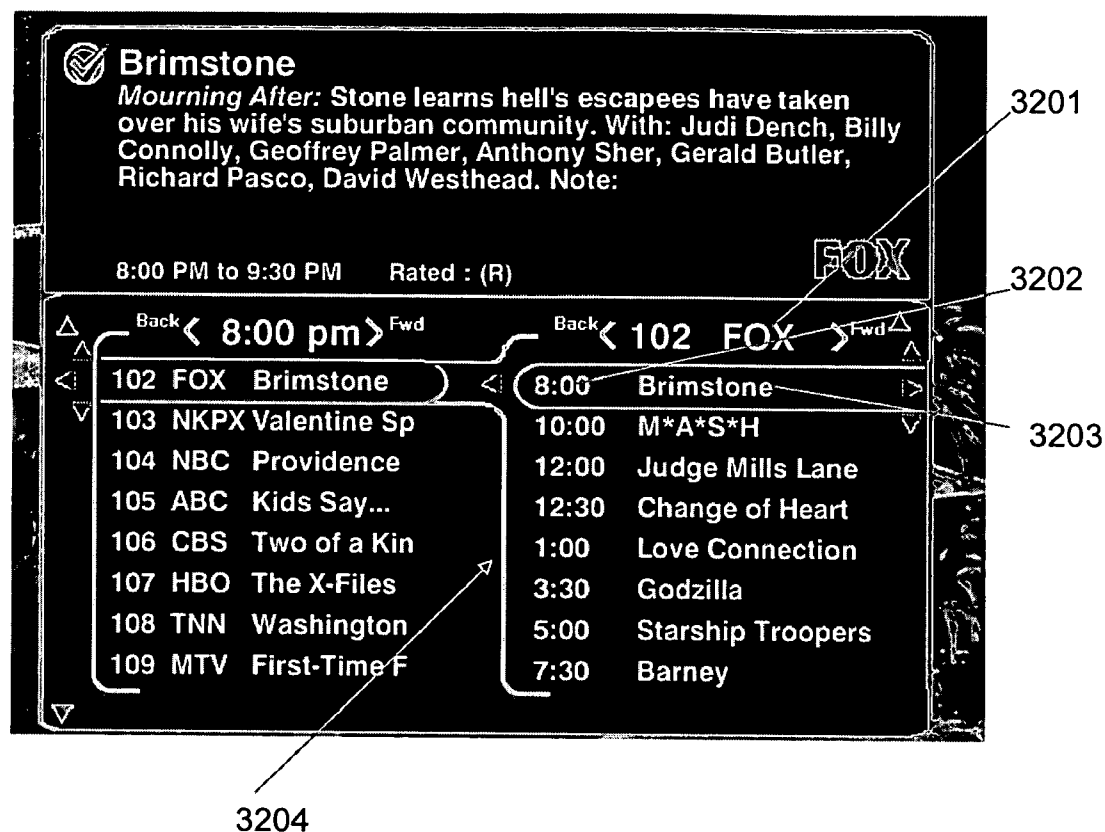 Brimstone
Mourning After: Stone learns hell's escapees have taken
over his wife's suburban community. With: Judi Dench, Billy
Connolly, Geoffrey Palmer, Anthony Sher, Gerald Butler,
Richard Pasco, David Westhead. Note:
FOX
8:00 PM to 9:30 PM Rated : (R)
Back < 8:00 pm > Fwd
102 FOX Brimstone
103 NKPX Valentine Sp
104 NBC Providence
105 ABC Kids Say...
106 CBS Two of a Kin
107 HBO The X-Files
108 TNN Washington
109 MTV First-Time F
Back < 102 FOX > Fwd
8:00 Brimstone
10:00 M*A*S*H
12:00 Judge Mills Lane
12:30 Change of Heart
1:00 Love Connection
3:30 Godzilla
5:00 Starship Troopers
7:30 Barney
3201
3202
3203
3204